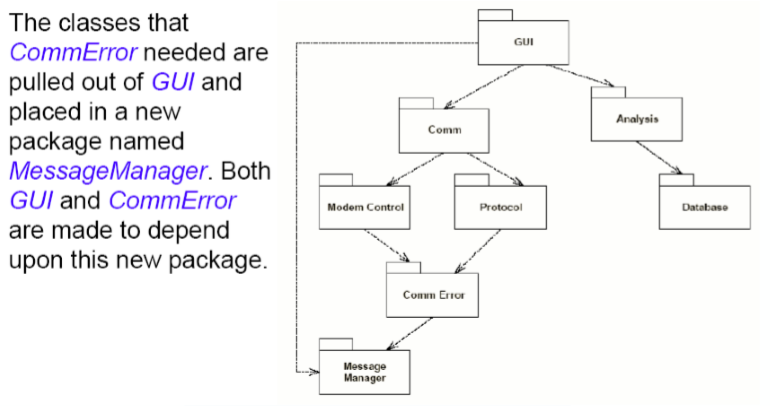 The classes that
CommError needed are
pulled out of GUI and
placed in a new
package named
MessageManager. Both
GUI and CommError
are made to depend
upon this new package.
GUI
Comm
Analysis
Modem Control
Protocol
Database
Comm Error
Message
Manager